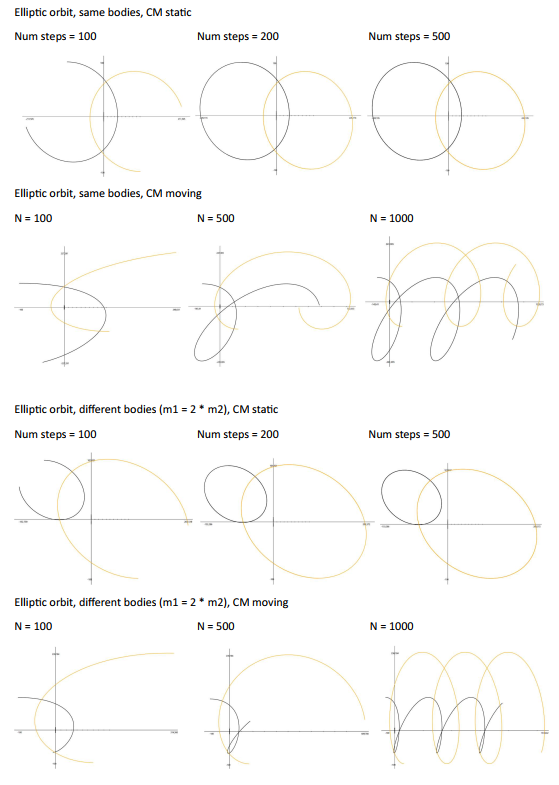 Elliptic orbit, same bodies, CM static
Num steps = 100 Num steps = 200 Num steps = 500
Elliptic orbit, same bodies, CM moving
N = 100 N = 500 N = 1000
Elliptic orbit, different bodies (m1 = 2 * m2), CM static
Num steps = 100 Num steps = 200 Num steps = 500
Elliptic orbit, different bodies (m1 = 2 * m2), CM moving
N = 100 N = 500 N = 1000